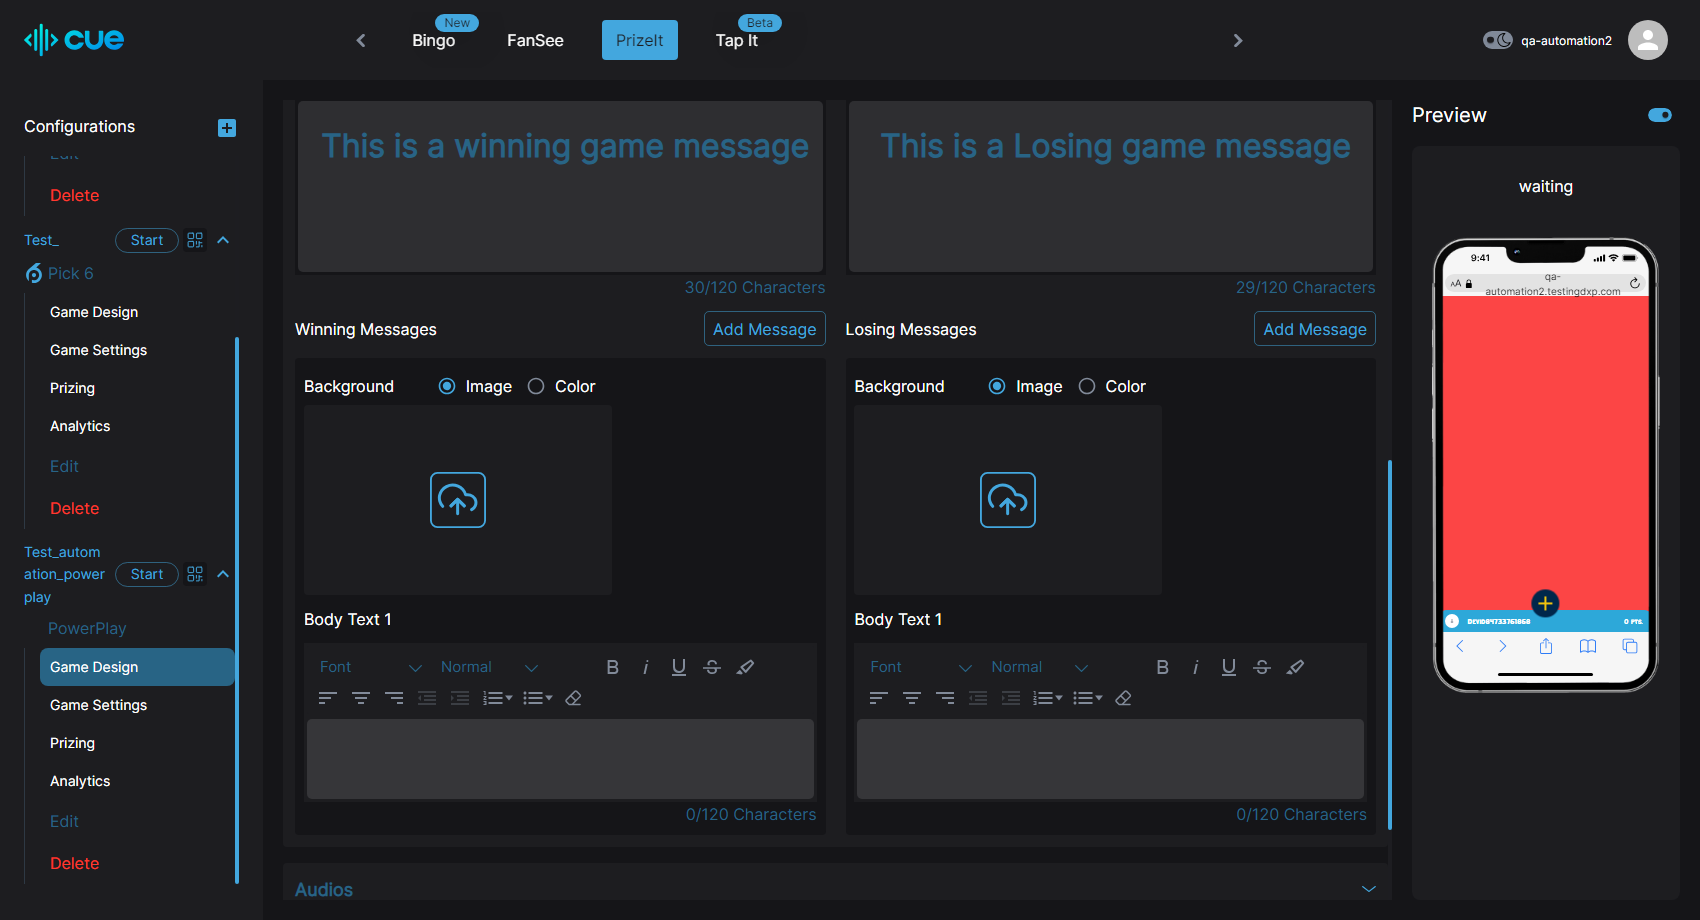 cue
New
Bingo
FanSee
PrizeIt
Beta
Tap It
qa-automation2
Configurations
Edit
Delete
Test_
Start
Pick 6
Game Design
Game Settings
Prizing
Analytics
Edit
Delete
Test_autom
ation_power
play
Start
PowerPlay
Game Design
Game Settings
Prizing
Analytics
Edit
Delete
This is a winning game message
30/120 Characters
This is a Losing game message
29/120 Characters
Winning Messages
Add Message
Background
Image
Color
Body Text 1
Font
Normal
B i U S
0/120 Characters
Losing Messages
Add Message
Background
Image
Color
Body Text 1
Font
Normal
B i U S
0/120 Characters
Audios
Preview
waiting
9:41
AA
qa-
automation2.testingdxp.com
0 PTS.